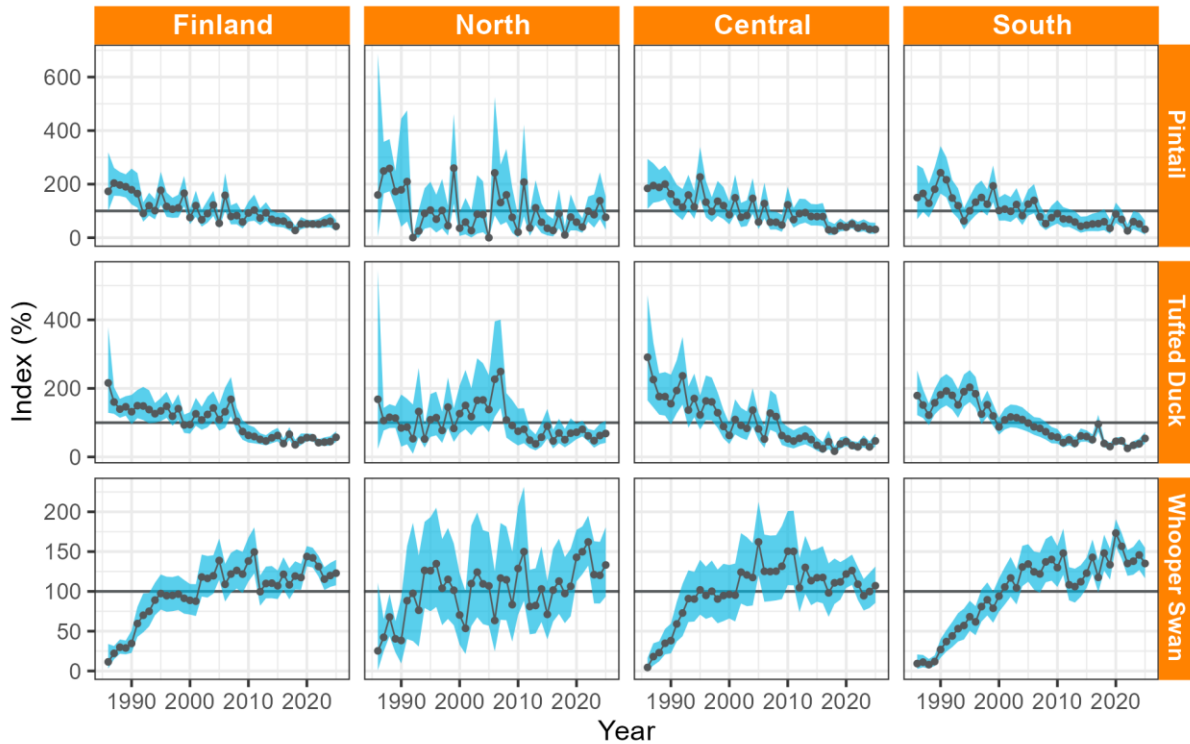 Finland
North
Central
South
Index (%)
600
400
200
0
Pintail
400
200
0
Tufted Duck
200
150
100
50
0
Whooper Swan
1990 2000 2010 2020
1990 2000 2010 2020
1990 2000 2010 2020
1990 2000 2010 2020
Year